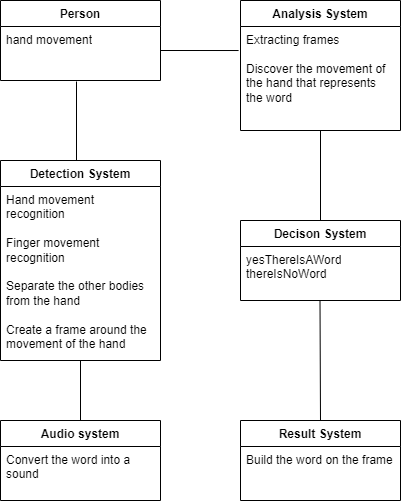 Person
hand movement
Analysis System
Extracting frames
Discover the movement of
the hand that represents
the word
Detection System
Hand movement
recognition
Finger movement
recognition
Separate the other bodies
from the hand
Create a frame around the
movement of the hand
Decison System
yesThereIsAWord
thereIsNoWord
Audio system
Convert the word into a
sound
Result System
Build the word on the frame